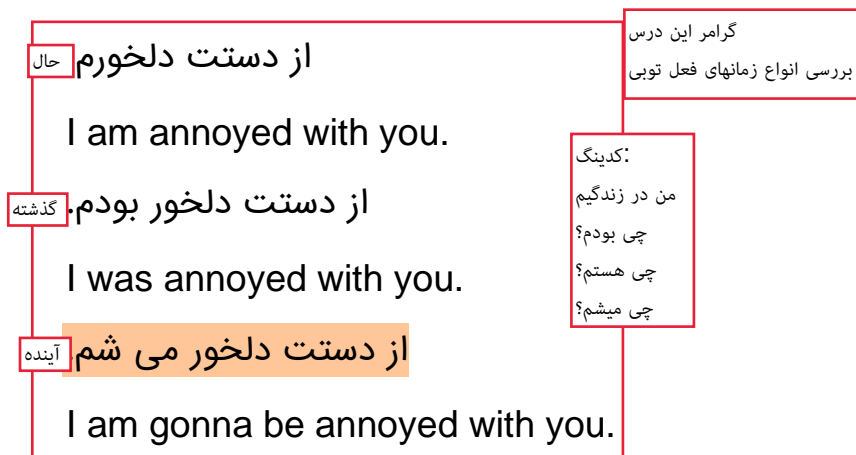 گرامر این درس
بررسی انواع زمانهای فعل توبی
از دستت دلخورم
حال
I am annoyed with you.
کدینگ:
من در زندگیم
چی بودم؟
چی هستم؟
چی میشم؟
از دستت دلخور بودم.
گذشته
I was annoyed with you.
از دستت دلخور می شم.
آینده
I am gonna be annoyed with you.